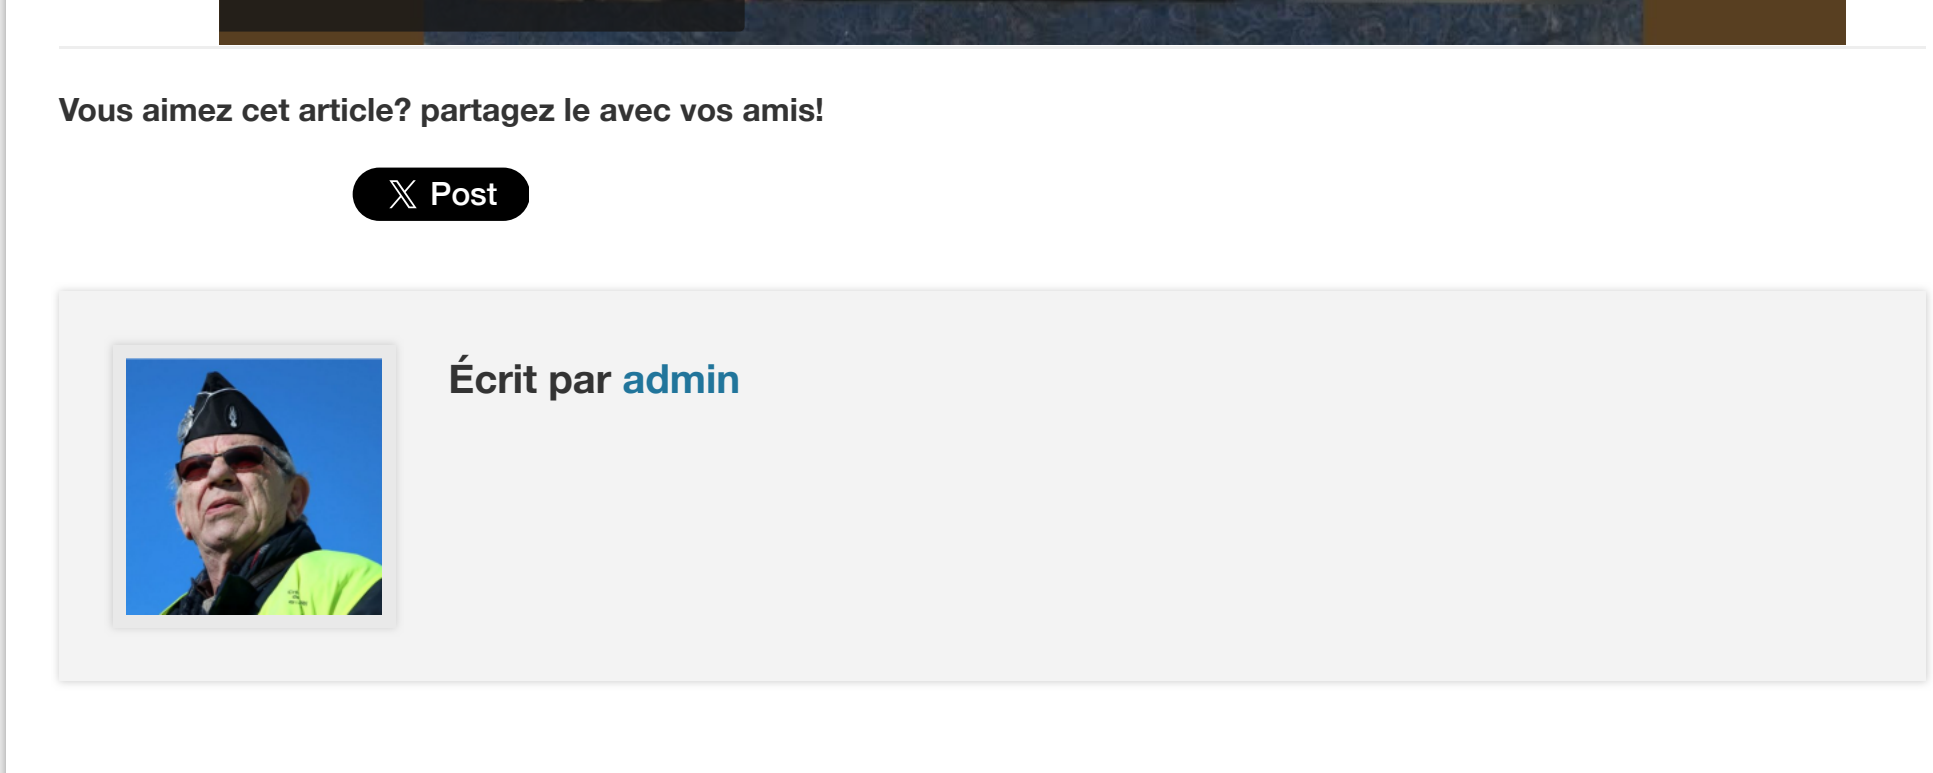 Vous aimez cet article? partagez le avec vos amis!
X Post
Écrit par admin